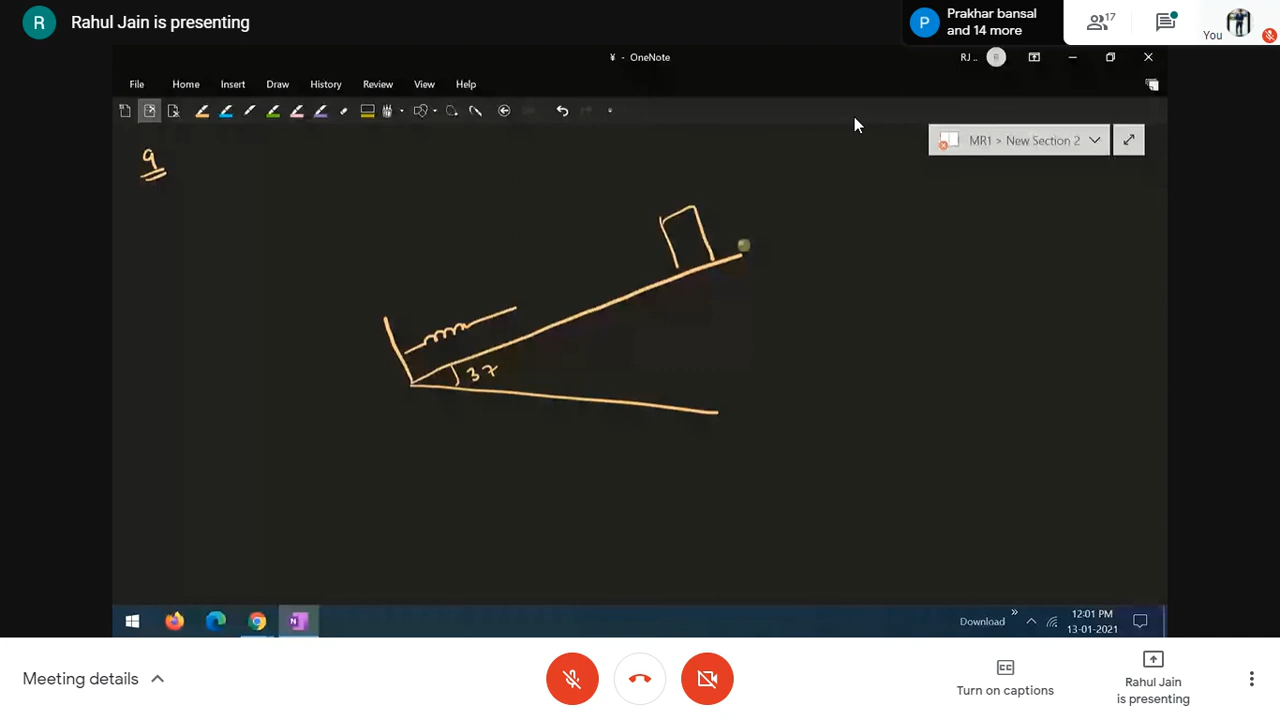 R Rahul Jain is presenting
P Prakhar bansal
and 14 more
17
You
¥ - OneNote
RJ ..
R
File Home Insert Draw History Review View Help
MR1 > New Section 2
9
37
Download
»
12:01 PM
13-01-2021
N
Meeting details
CC
Turn on captions
Rahul Jain
is presenting